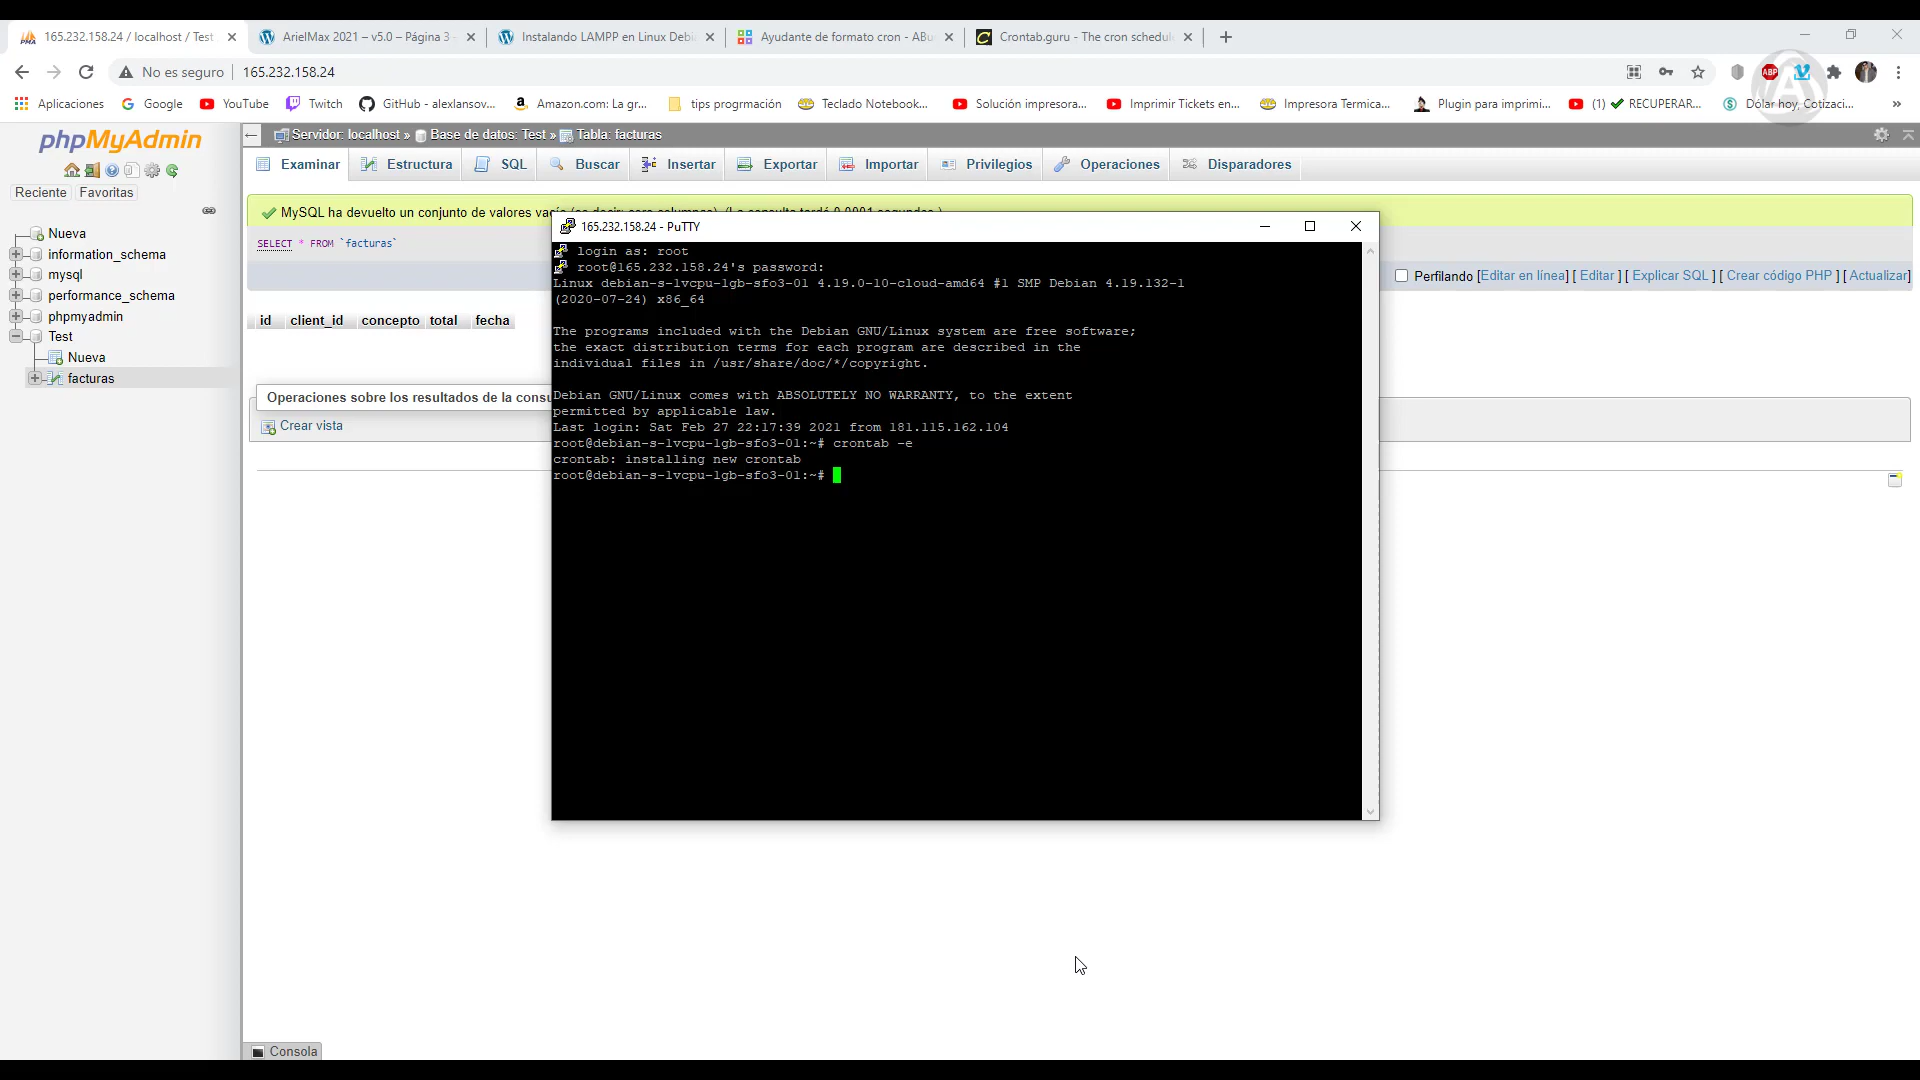 165.232.158.24 / localhost / Test
ArielMax 2021 – v5.0 – Página 3 -
Instalando LAMPP en Linux Debi
Ayudante de formato cron - ABu
Crontab.guru - The cron schedul
No es seguro
165.232.158.24
Aplicaciones
Google
YouTube
Twitch
GitHub - alexlansov...
Amazon.com: La gr...
tips progrmación
Teclado Notebook...
Solución impresora...
Imprimir Tickets en...
Impresora Termica...
Plugin para imprimi...
(1) ✔ RECUPERAR...
Dólar hoy, Cotizaci...
»
phpMyAdmin
Reciente
Favoritas
Nueva
information_schema
mysql
performance_schema
phpmyadmin
Test
Nueva
facturas
Servidor: localhost » Base de datos: Test » Tabla: facturas
Examinar
Estructura
SQL
Buscar
Insertar
Exportar
Importar
Privilegios
Operaciones
Disparadores
MySQL ha devuelto un conjunto de valores
SELECT * FROM `facturas`
Perfilando [Editar en línea] [ Editar ] [ Explicar SQL ] [ Crear código PHP ] [ Actualizar]
id client_id concepto total fecha
Operaciones sobre los resultados de la consu
Crear vista
Consola
165.232.158.24 - PuTTY
login as: root
root@165.232.158.24's password:
Linux debian-s-1vcpu-1gb-sfo3-01 4.19.0-10-cloud-amd64 #1 SMP Debian 4.19.132-1
(2020-07-24) x86_64
The programs included with the Debian GNU/Linux system are free software;
the exact distribution terms for each program are described in the
individual files in /usr/share/doc/*/copyright.
Debian GNU/Linux comes with ABSOLUTELY NO WARRANTY, to the extent
permitted by applicable law.
Last login: Sat Feb 27 22:17:39 2021 from 181.115.162.104
root@debian-s-1vcpu-1gb-sfo3-01:~# crontab -e
crontab: installing new crontab
root@debian-s-1vcpu-1gb-sfo3-01:~#